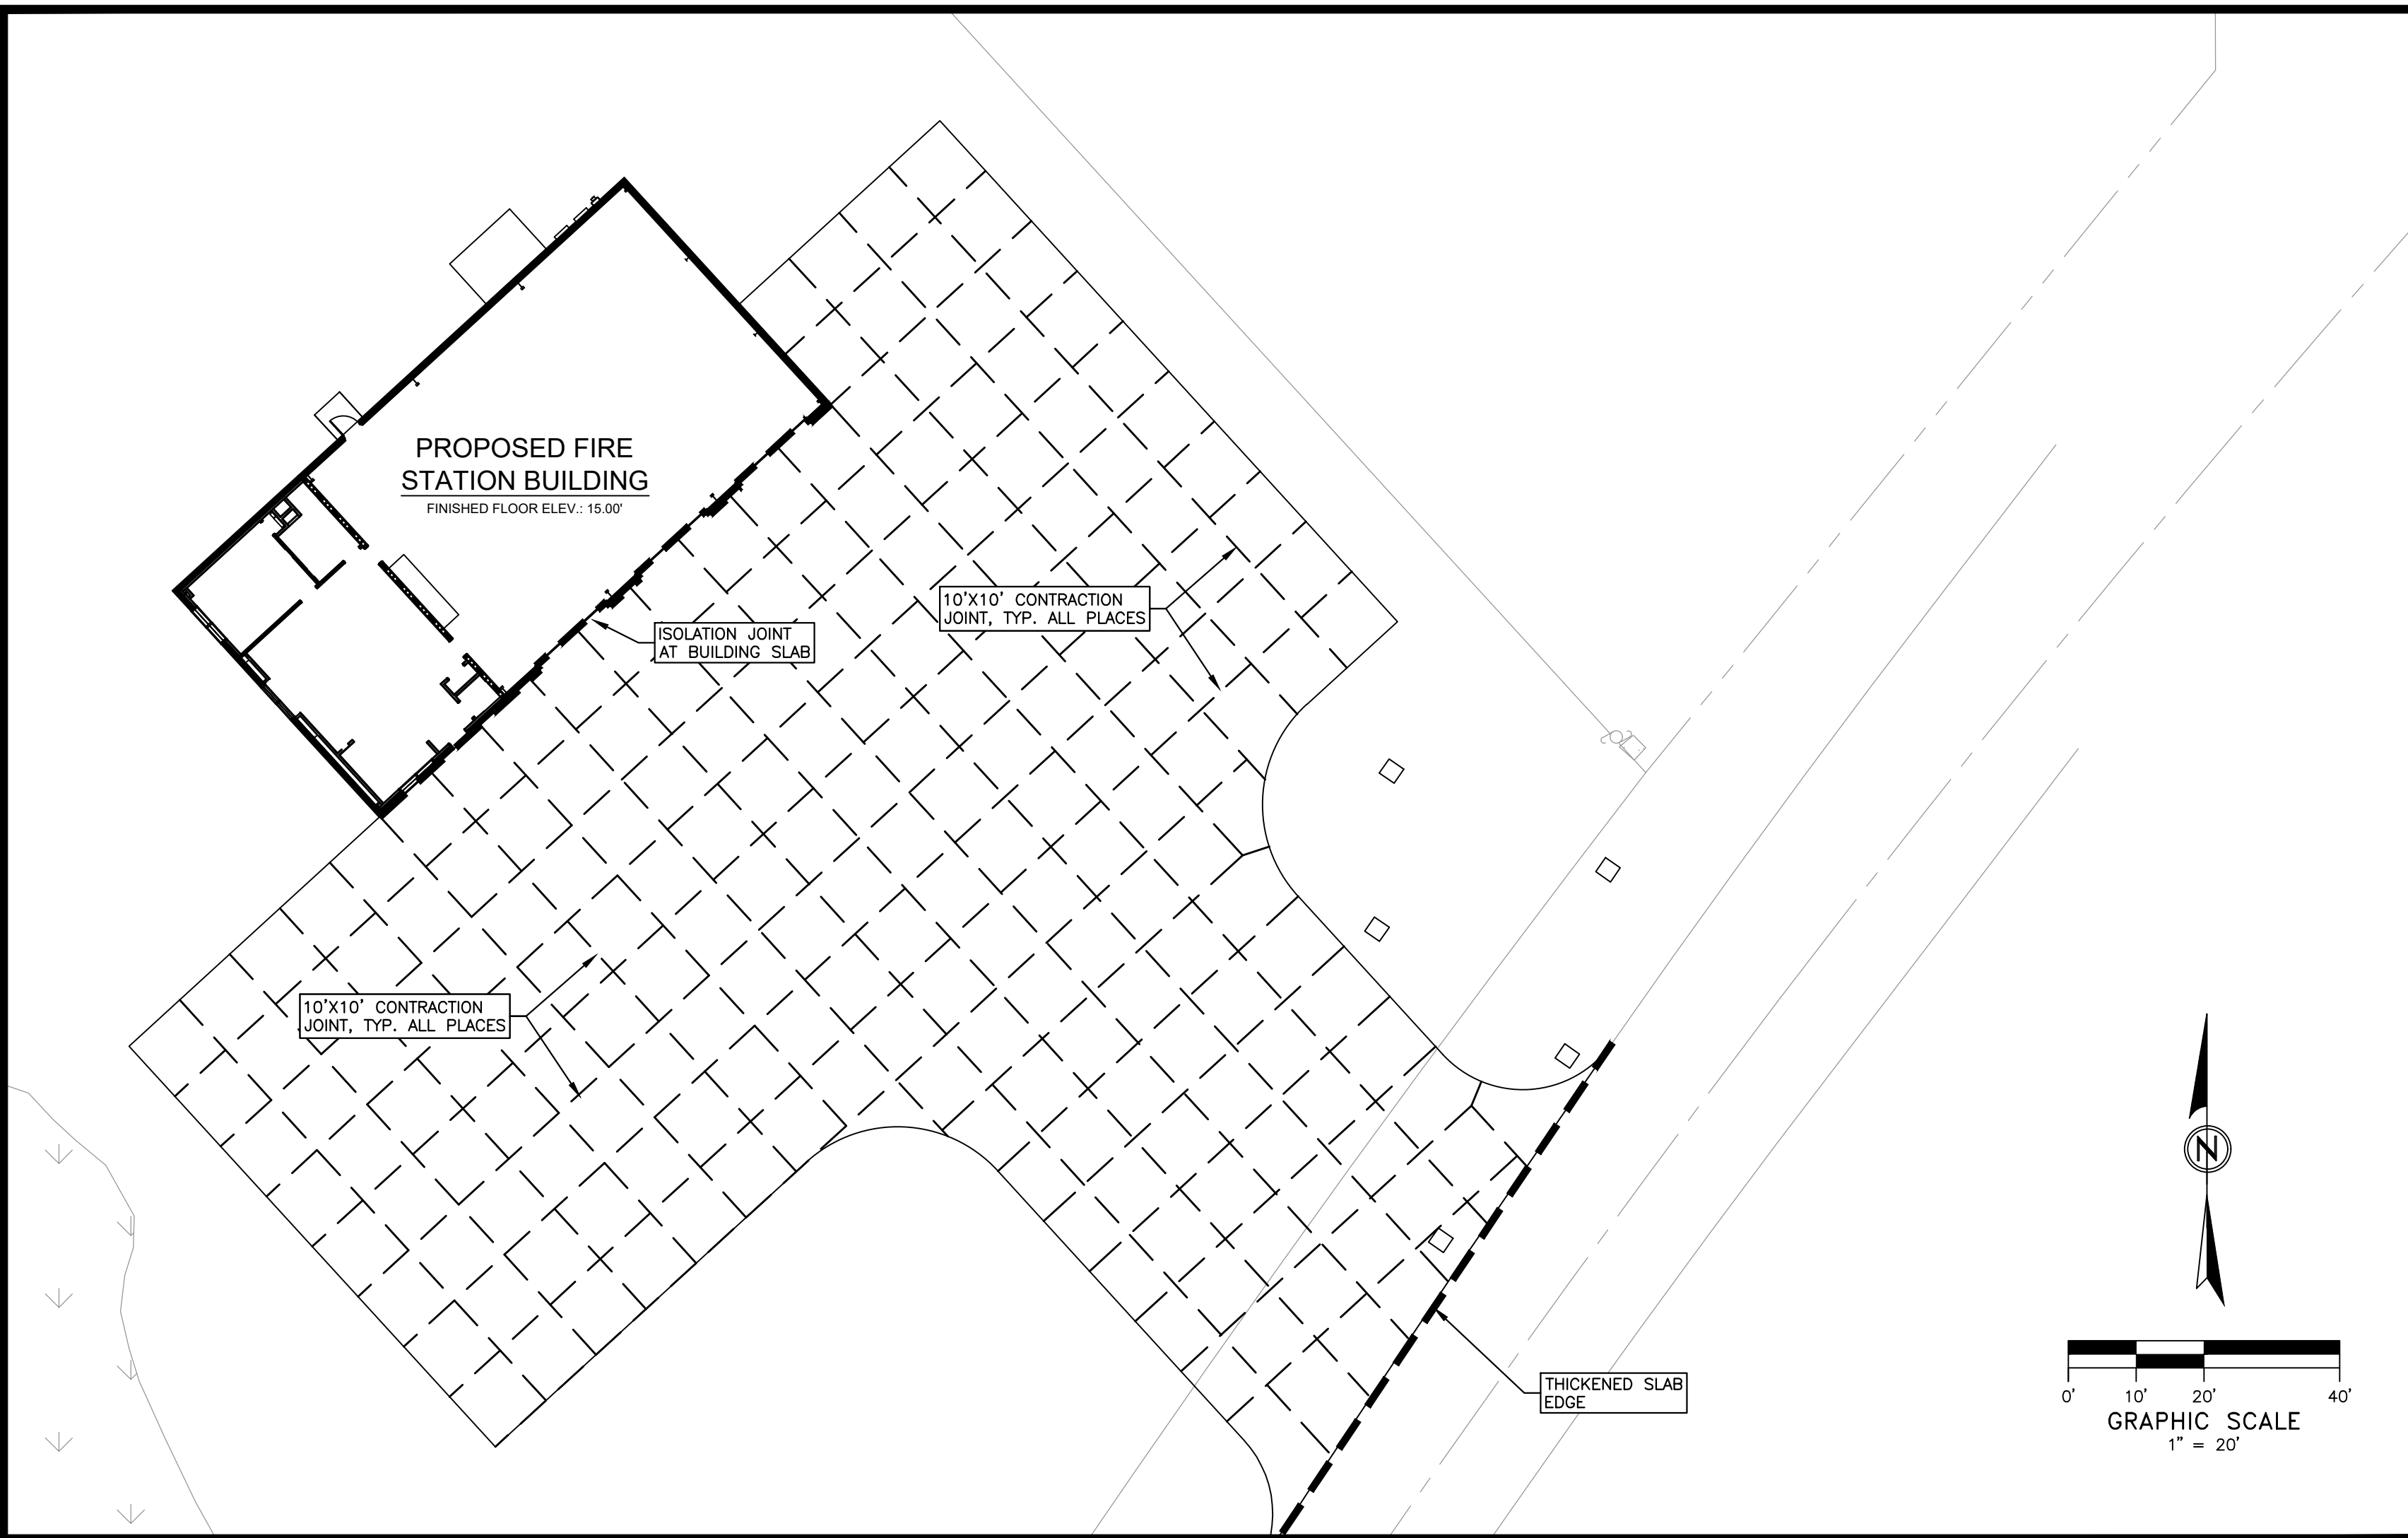 PROPOSED FIRE
STATION BUILDING
FINISHED FLOOR ELEV.: 15.00'
10'X10' CONTRACTION
JOINT, TYP. ALL PLACES
ISOLATION JOINT
AT BUILDING SLAB
10'X10' CONTRACTION
JOINT, TYP. ALL PLACES
N
THICKENED SLAB
EDGE
0' 10' 20' 40'
GRAPHIC SCALE
1" = 20'